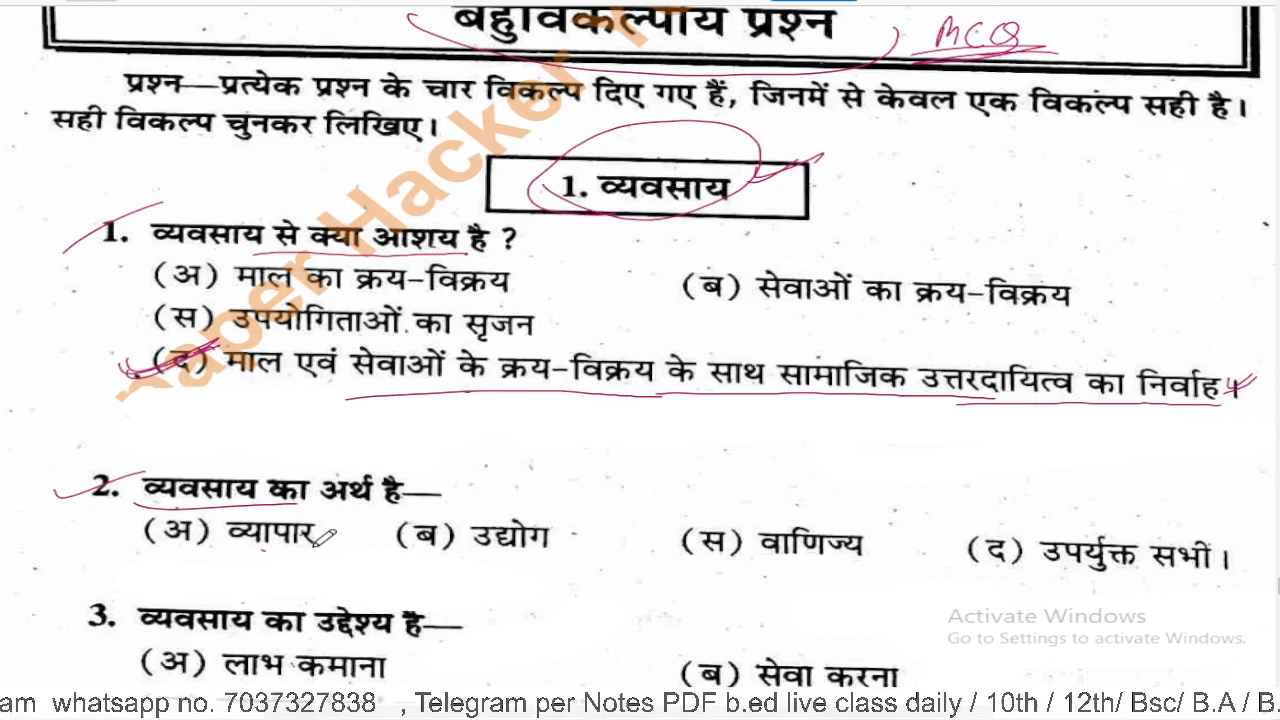 बहुविकल्पीय प्रश्न MCQ
प्रश्न—प्रत्येक प्रश्न के चार विकल्प दिए गए हैं, जिनमें से केवल एक विकल्प सही है।
सही विकल्प चुनकर लिखिए।
1. व्यवसाय
1. व्यवसाय से क्या आशय है ?
(अ) माल का क्रय-विक्रय (ब) सेवाओं का क्रय-विक्रय
(स) उपयोगिताओं का सृजन
(द) माल एवं सेवाओं के क्रय-विक्रय के साथ सामाजिक उत्तरदायित्व का निर्वाह।
2. व्यवसाय का अर्थ है—
(अ) व्यापार (ब) उद्योग (स) वाणिज्य (द) उपर्युक्त सभी।
3. व्यवसाय का उद्देश्य है—
(अ) लाभ कमाना (ब) सेवा करना
paper Hacker
Activate Windows
Go to Settings to activate Windows.
am whatsapp no. 7037327838 , Telegram per Notes PDF b.ed live class daily / 10th / 12th/ Bsc/ B.A / B.